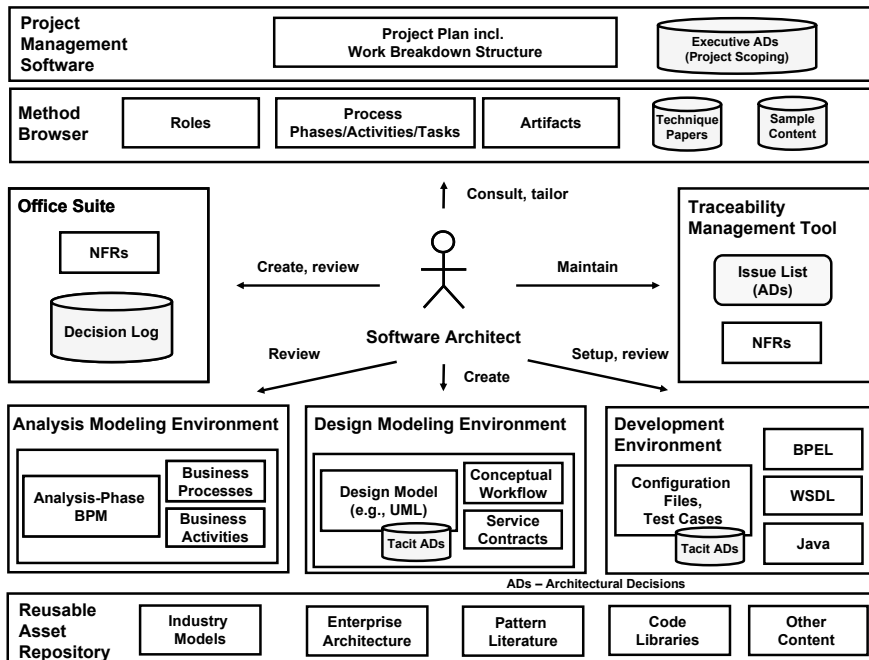 Project
Management
Software
Project Plan incl.
Work Breakdown Structure
Executive ADs
(Project Scoping)
Method
Browser
Roles
Process
Phases/Activities/Tasks
Artifacts
Technique
Papers
Sample
Content
Consult, tailor
Office Suite
NFRs
Decision Log
Create, review
Maintain
Software Architect
Traceability
Management Tool
Issue List
(ADs)
NFRs
Review
Create
Setup, review
Analysis Modeling Environment
Analysis-Phase
BPM
Business
Processes
Business
Activities
Design Modeling Environment
Design Model
(e.g., UML)
Tacit ADs
Conceptual
Workflow
Service
Contracts
Development
Environment
Configuration
Files,
Test Cases
Tacit ADs
BPEL
WSDL
Java
ADs – Architectural Decisions
Reusable
Asset
Repository
Industry
Models
Enterprise
Architecture
Pattern
Literature
Code
Libraries
Other
Content